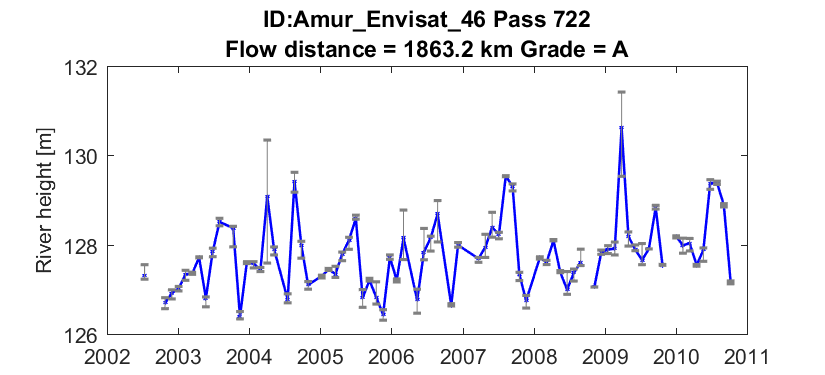 ID:Amur_Envisat_46 Pass 722
Flow distance = 1863.2 km Grade = A
River height [m]
132
130
128
126
2002 2003 2004 2005 2006 2007 2008 2009 2010 2011